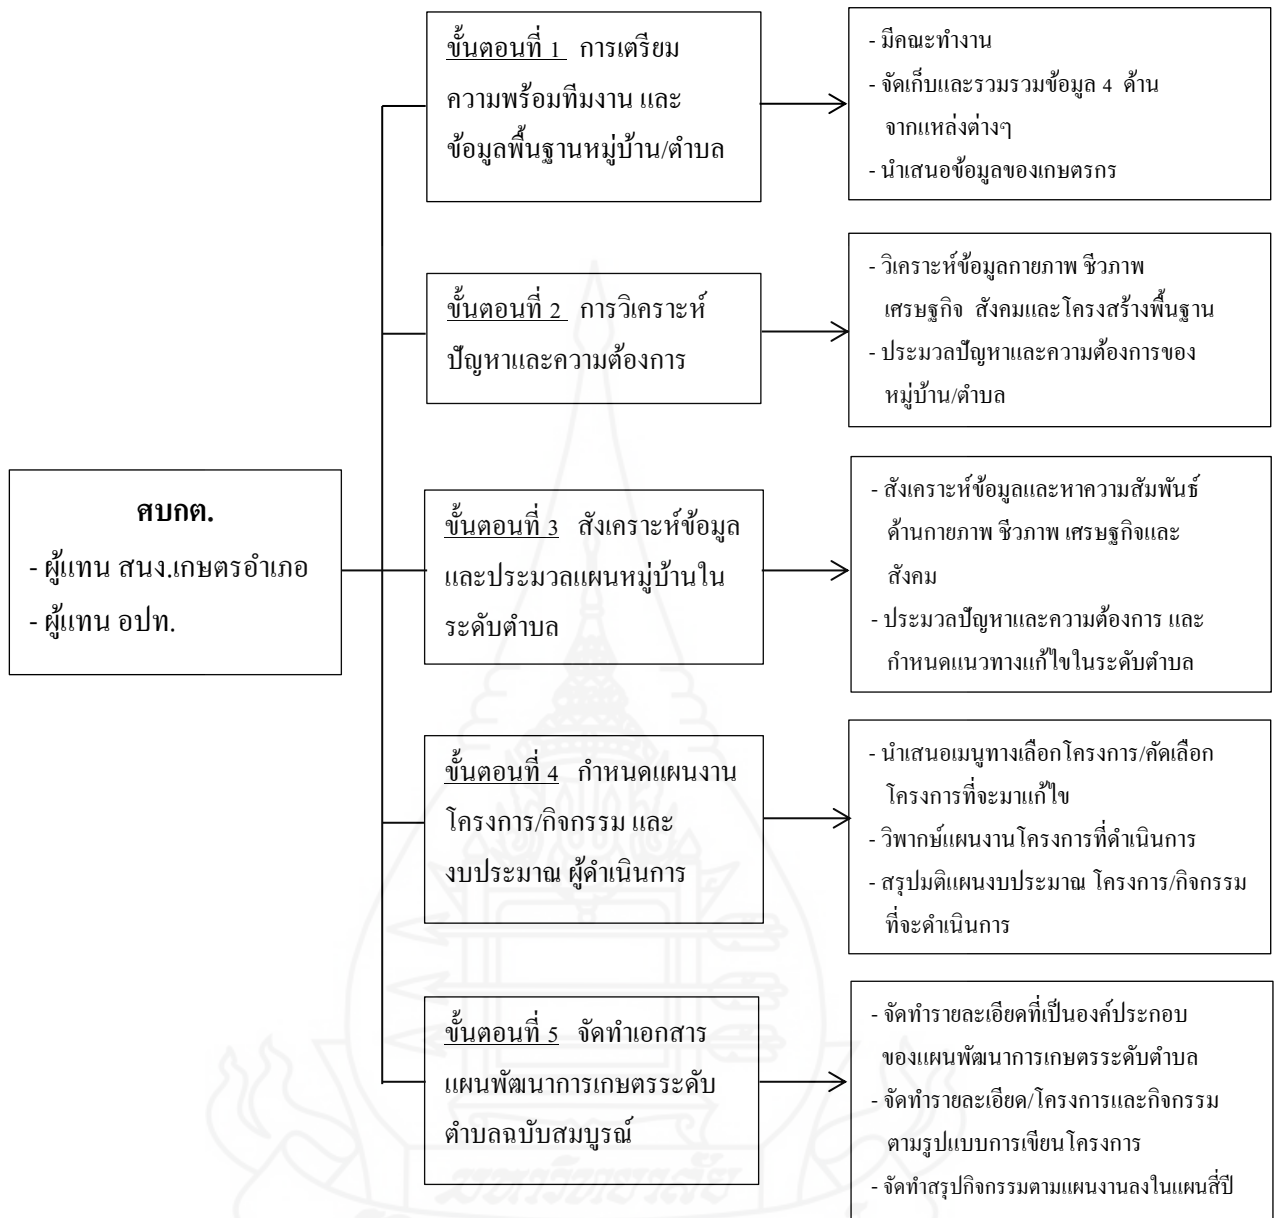 ศบกต.
- ผู้แทน สนง.เกษตรอำเภอ
- ผู้แทน อปท.
ขั้นตอนที่ 1 การเตรียม
ความพร้อมทีมงาน และ
ข้อมูลพื้นฐานหมู่บ้าน/ตำบล
- มีคณะทำงาน
- จัดเก็บและรวมรวมข้อมูล 4 ด้าน
จากแหล่งต่างๆ
- นำเสนอข้อมูลของเกษตรกร
ขั้นตอนที่ 2 การวิเคราะห์
ปัญหาและความต้องการ
- วิเคราะห์ข้อมูลกายภาพ ชีวภาพ
เศรษฐกิจ สังคมและโครงสร้างพื้นฐาน
- ประมวลปัญหาและความต้องการของ
หมู่บ้าน/ตำบล
ขั้นตอนที่ 3 สังเคราะห์ข้อมูล
และประมวลแผนหมู่บ้านใน
ระดับตำบล
- สังเคราะห์ข้อมูลและหาความสัมพันธ์
ด้านกายภาพ ชีวภาพ เศรษฐกิจและ
สังคม
- ประมวลปัญหาและความต้องการ และ
กำหนดแนวทางแก้ไขในระดับตำบล
ขั้นตอนที่ 4 กำหนดแผนงาน
โครงการ/กิจกรรม และ
งบประมาณ ผู้ดำเนินการ
- นำเสนอเมนูทางเลือกโครงการ/คัดเลือก
โครงการที่จะมาแก้ไข
- วิพากษ์แผนงานโครงการที่ดำเนินการ
- สรุปมติแผนงบประมาณ โครงการ/กิจกรรม
ที่จะดำเนินการ
ขั้นตอนที่ 5 จัดทำเอกสาร
แผนพัฒนาการเกษตรระดับ
ตำบลฉบับสมบูรณ์
- จัดทำรายละเอียดที่เป็นองค์ประกอบ
ของแผนพัฒนาการเกษตรระดับตำบล
- จัดทำรายละเอียด/โครงการและกิจกรรม
ตามรูปแบบการเขียนโครงการ
- จัดทำสรุปกิจกรรมตามแผนงานลงในแผนสี่ปี
มหาวิทยาลัย